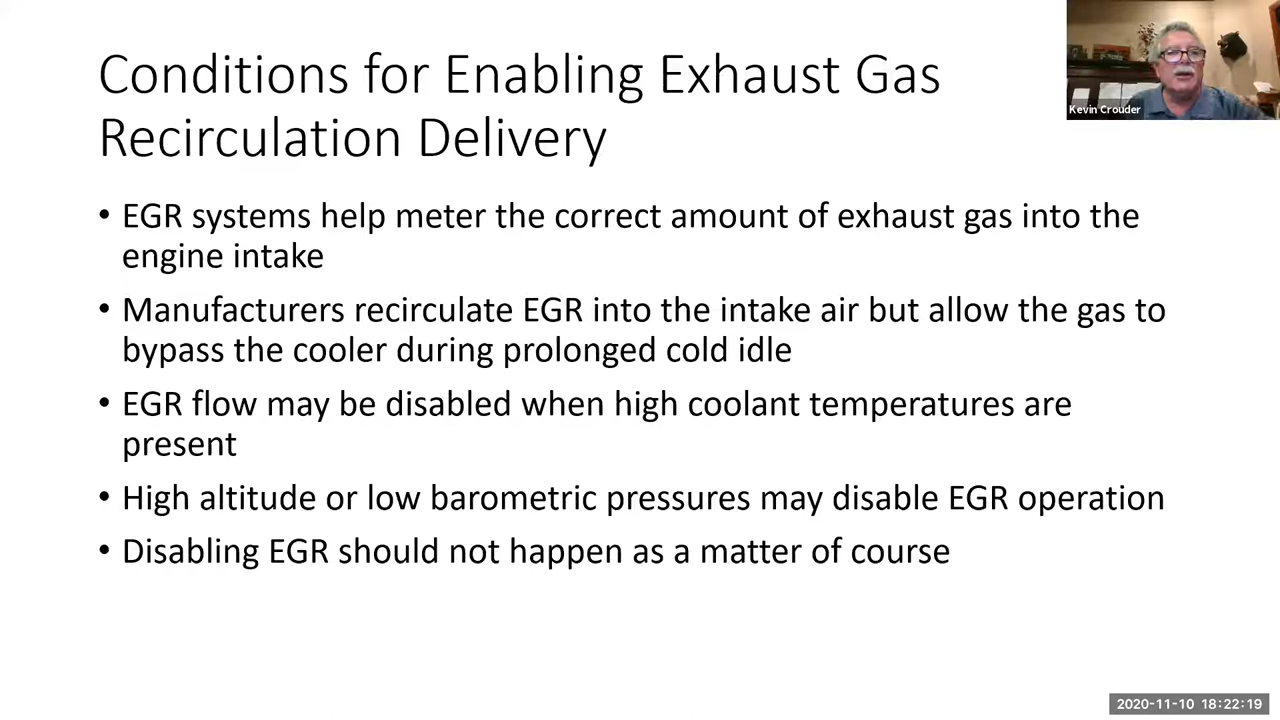 Conditions for Enabling Exhaust Gas
Recirculation Delivery
Kevin Crouder
• EGR systems help meter the correct amount of exhaust gas into the
engine intake
• Manufacturers recirculate EGR into the intake air but allow the gas to
bypass the cooler during prolonged cold idle
• EGR flow may be disabled when high coolant temperatures are
present
• High altitude or low barometric pressures may disable EGR operation
• Disabling EGR should not happen as a matter of course
2020-11-10 18:22:19